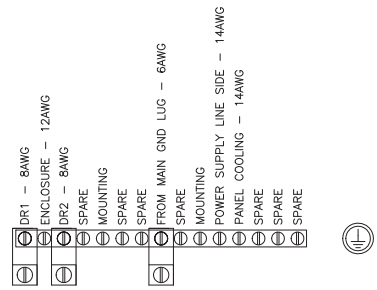 DR1 - 8AWG
ENCLOSURE - 12AWG
DR2 - 8AWG
SPARE
MOUNTING
SPARE
SPARE
FROM MAIN GND LUG - 6AWG
SPARE
MOUNTING
POWER SUPPLY LINE SIDE - 14AWG
PANEL COOLING - 14AWG
SPARE
SPARE
SPARE